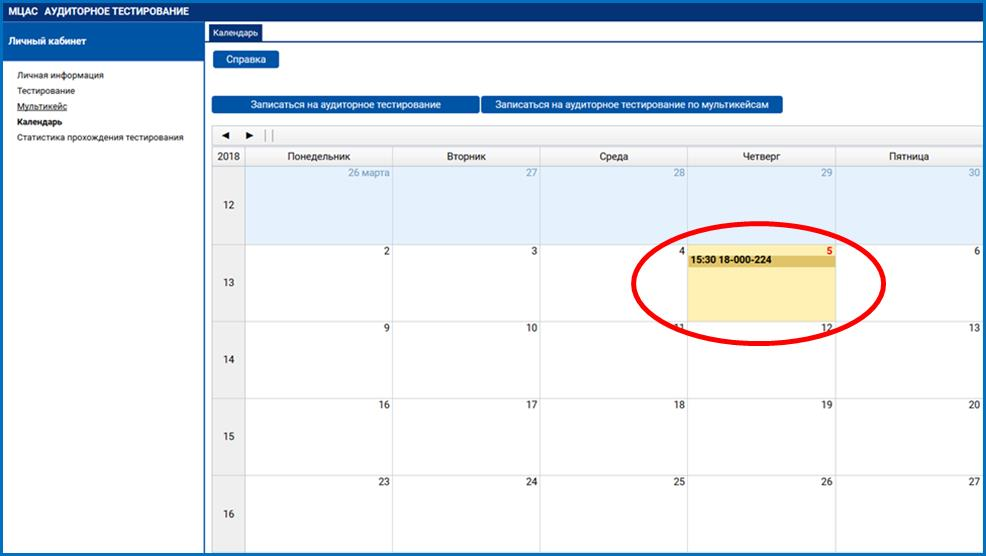 МЦАС АУДИТОРНОЕ ТЕСТИРОВАНИЕ
Личный кабинет
Личная информация
Тестирование
Мультикейс
Календарь
Статистика прохождения тестирования
Календарь
Справка
Записаться на аудиторное тестирование Записаться на аудиторное тестирование по мультикейсам
2018 Понедельник Вторник Среда Четверг Пятница
26 марта 27 28 29 30
12
2 3 4 5 6
15:30 18-000-224
13
9 10 11 12 13
14
16 17 18 19 20
15
23 24 25 26 27
16